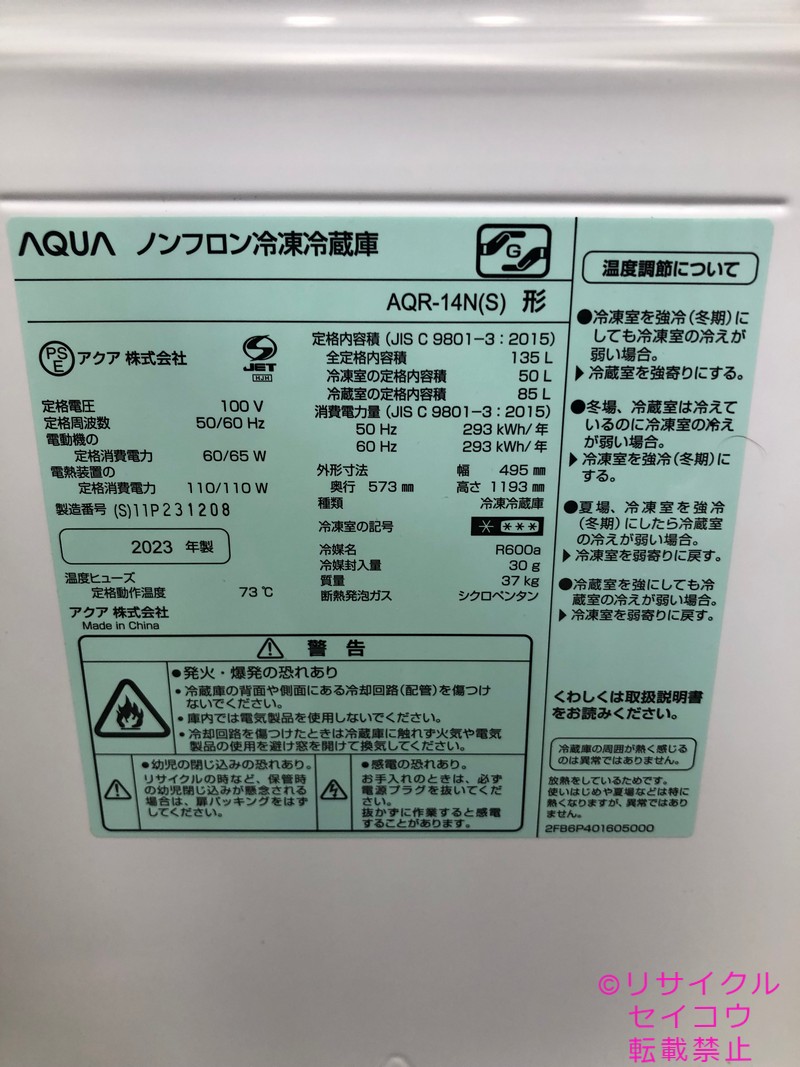 AQUA ノンフロン冷凍冷蔵庫
G
AQR-14N(S) 形
PS
E
アクア 株式会社
S
JET
HJH
定格電圧 100 V
定格周波数 50/60 Hz
電動機の
定格消費電力 60/65 W
電熱装置の
定格消費電力 110/110 W
製造番号 (S)11P231208
2023 年製
温度ヒューズ
定格動作温度 73 ℃
アクア 株式会社
Made in China
定格内容積 (JIS C 9801-3 : 2015)
全定格内容積 135 L
冷凍室の定格内容積 50 L
冷蔵室の定格内容積 85 L
消費電力量 (JIS C 9801-3 : 2015)
50 Hz 293 kWh/年
60 Hz 293 kWh/年
外形寸法 幅 495 ㎜
奥行 573 ㎜ 高さ 1193 ㎜
種類 冷凍冷蔵庫
冷凍室の記号
冷媒名 R600a
冷媒封入量 30 g
質量 37 kg
断熱発泡ガス シクロペンタン
警 告
●発火・爆発の恐れあり
・冷蔵庫の背面や側面にある冷却回路(配管)を傷つけ
ないでください。
・庫内では電気製品を使用しないでください。
・冷却回路を傷つけたときは冷蔵庫に触れず火気や電気
製品の使用を避け窓を開けて換気してください。
●幼児の閉じ込みの恐れあり。
リサイクルの時など、保管時
の幼児閉じ込みが懸念される
場合は、扉パッキングをはず
してください。
●感電の恐れあり。
お手入れのときは、必ず
電源プラグを抜いてくだ
さい。
抜かずに作業すると感電
することがあります。
温度調節について
●冷凍室を強冷(冬期)に
しても冷凍室の冷えが
弱い場合。
▶冷蔵室を強寄りにする。
●冬場、冷蔵室は冷えて
いるのに冷凍室の冷え
が弱い場合。
▶冷凍室を強冷(冬期)に
する。
●夏場、冷凍室を強冷
(冬期)にしたら冷蔵室
の冷えが弱い場合。
▶冷凍室を弱寄りに戻す。
●冷蔵室を強にしても冷
蔵室の冷えが弱い場合。
▶冷凍室を弱寄りに戻す。
くわしくは取扱説明書
をお読みください。
冷蔵庫の周囲が熱く感じる
のは異常ではありません。
放熱をしているためです。
使いはじめや夏場などは特に
熱くなりますが、異常ではあり
ません。
2FB6P401605000
©リサイクル
セイコウ
転載禁止